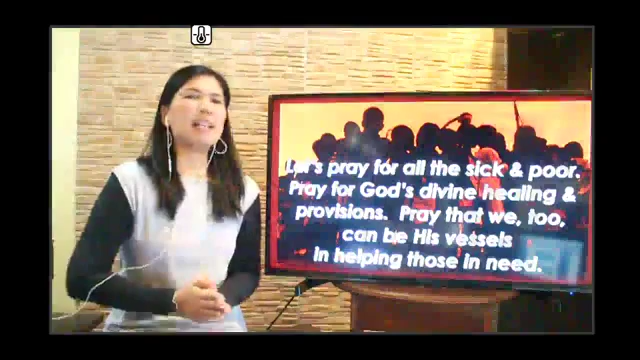 Let's pray for all the sick & poor.
Pray for God's divine healing &
provisions. Pray that we, too,
can be His vessels
in helping those in need.